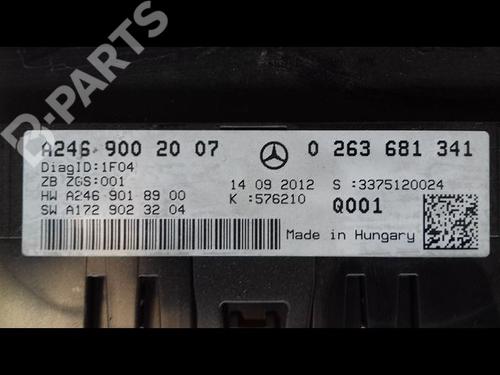 B-PARTS
A246 900 20 07 0 263 681 341
DiagID:1F04
ZB ZGS:001 14 09 2012 S :3375120024
HW A246 901 89 00 K :576210 Q001
SW A172 902 32 04
Made in Hungary